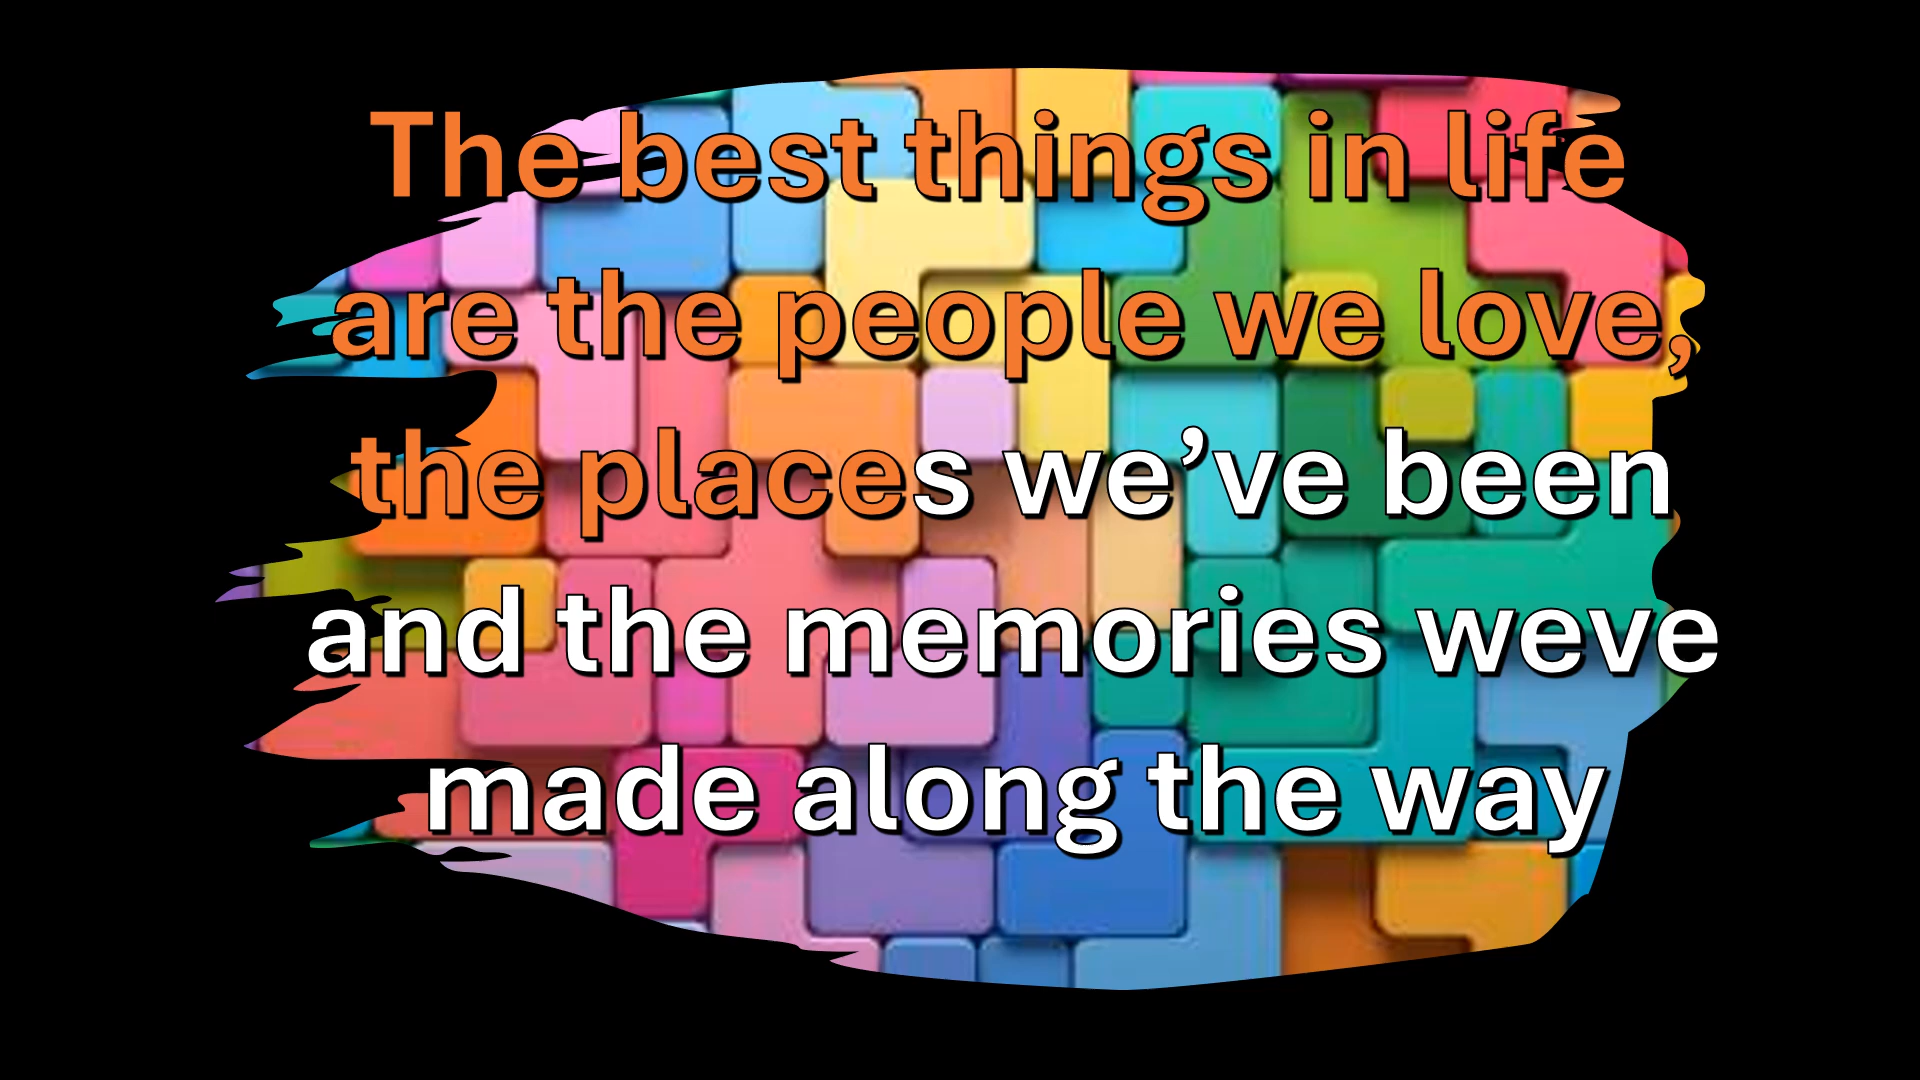 The best things in life
are the people we love,
the places we’ve been
and the memories weve
made along the way